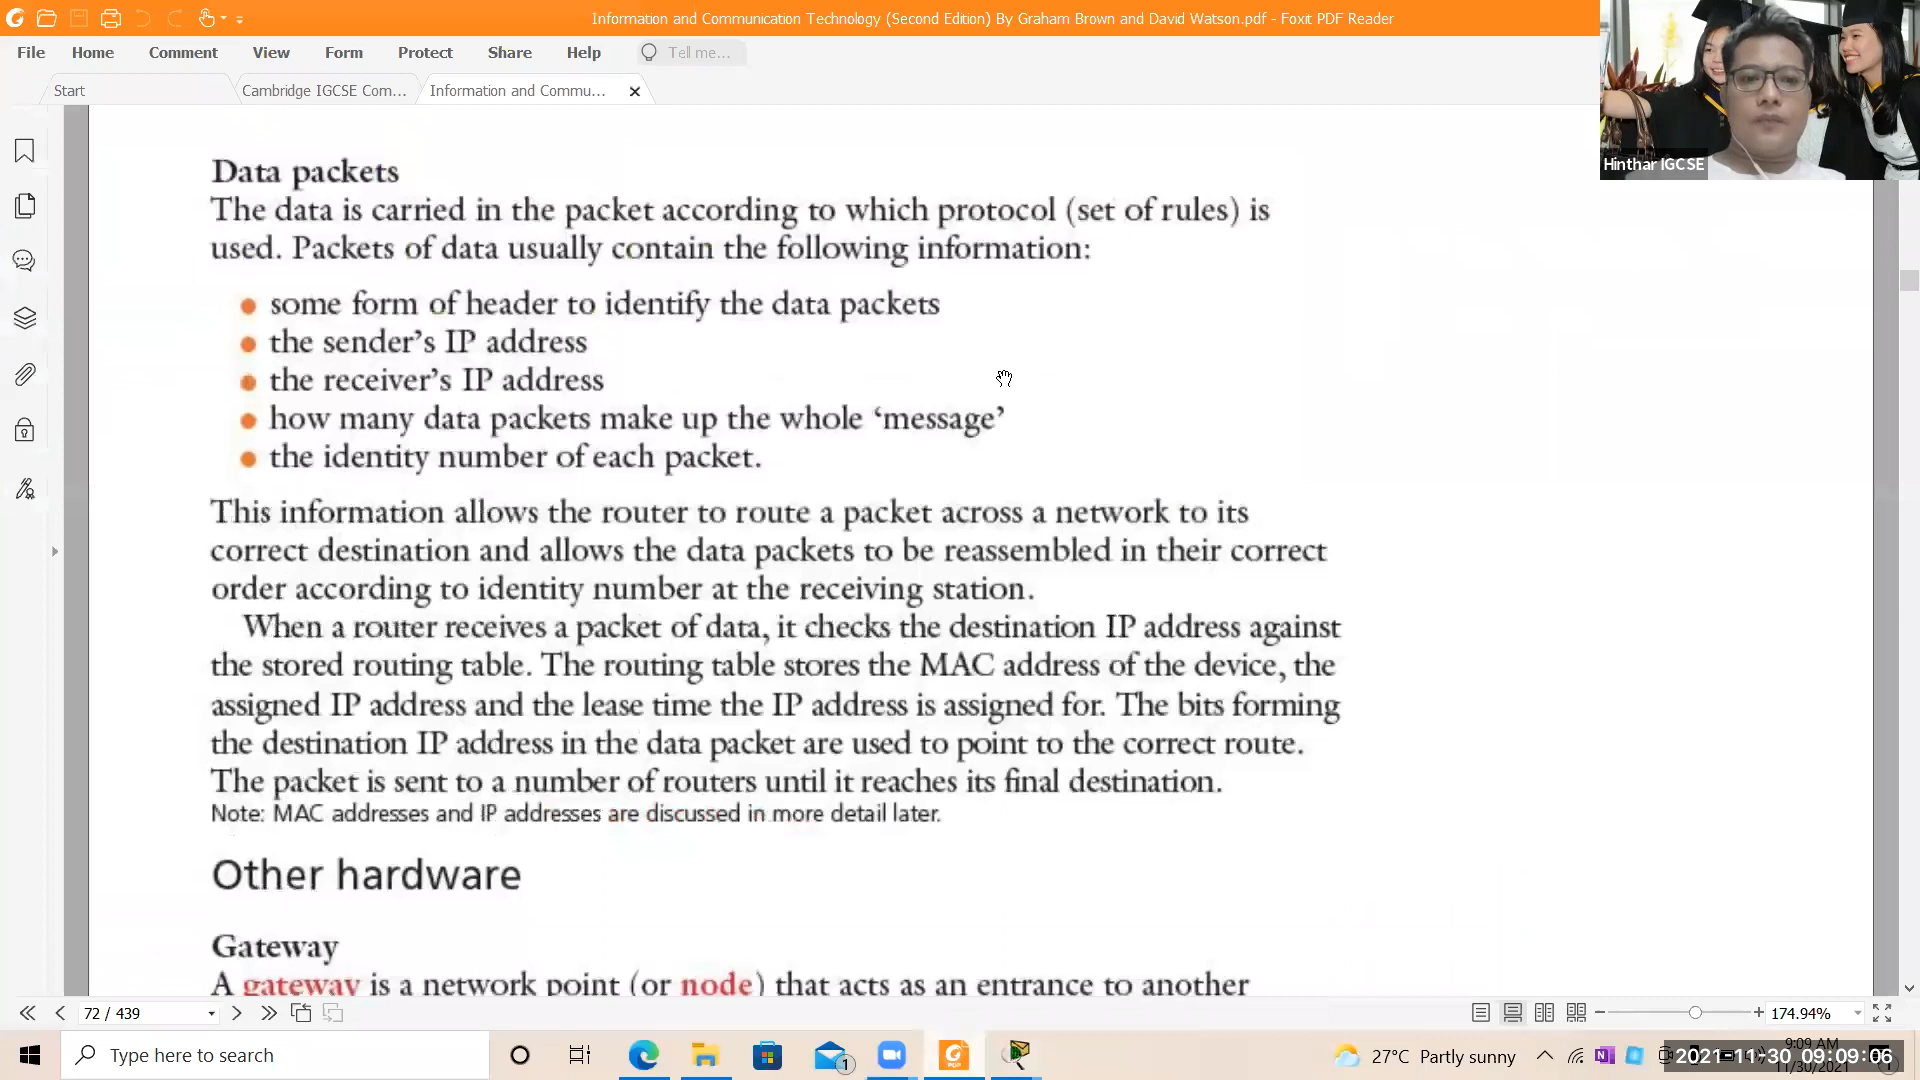 Information and Communication Technology (Second Edition) By Graham Brown and David Watson.pdf - Foxit PDF Reader
File Home Comment View Form Protect Share Help Tell me...
Start Cambridge IGCSE Com... Information and Commu...
Hinthar IGCSE
Data packets
The data is carried in the packet according to which protocol (set of rules) is
used. Packets of data usually contain the following information:
● some form of header to identify the data packets
● the sender’s IP address
● the receiver’s IP address
● how many data packets make up the whole ‘message’
● the identity number of each packet.
This information allows the router to route a packet across a network to its
correct destination and allows the data packets to be reassembled in their correct
order according to identity number at the receiving station.
When a router receives a packet of data, it checks the destination IP address against
the stored routing table. The routing table stores the MAC address of the device, the
assigned IP address and the lease time the IP address is assigned for. The bits forming
the destination IP address in the data packet are used to point to the correct route.
The packet is sent to a number of routers until it reaches its final destination.
Note: MAC addresses and IP addresses are discussed in more detail later.
Other hardware
Gateway
A gateway is a network point (or node) that acts as an entrance to another
72 / 439
174.94%
Type here to search
1
27°C Partly sunny
9:09 AM
2021-11-30 09:09:06
11/30/2021